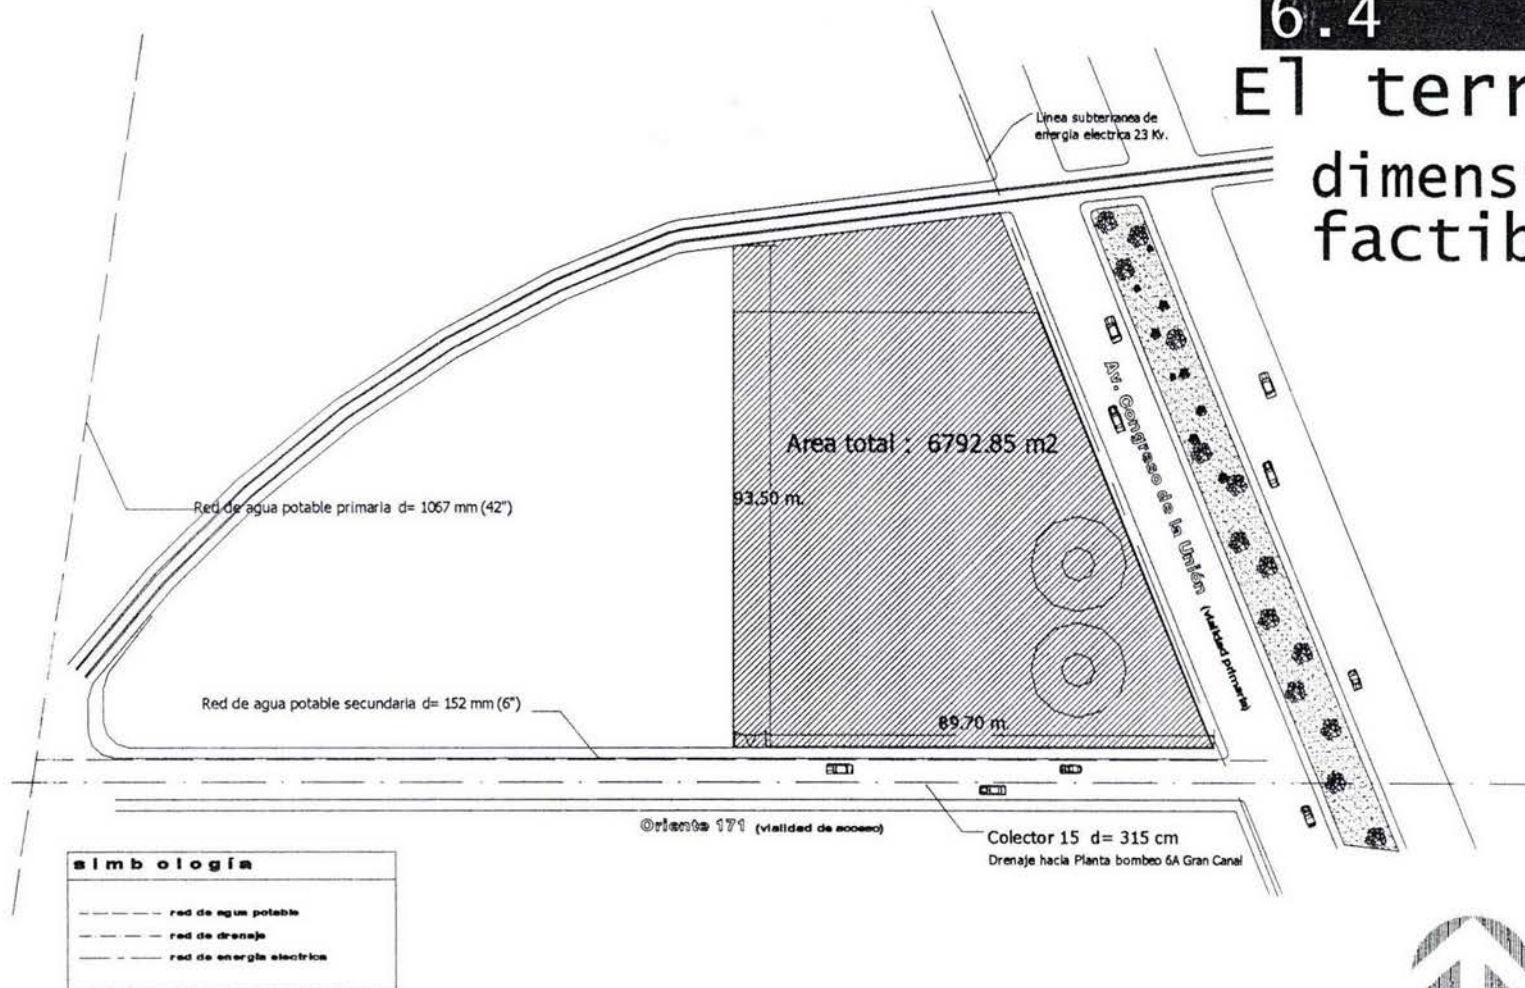 6.4
El terr
dimens
factib
Linea subterranea de
energia electrica 23 Kv.
Area total : 6792.85 m2
93.50 m.
89.70 m.
Av. Congreso de la Unión (vialidad primaria)
Red de agua potable primaria d= 1067 mm (42")
Red de agua potable secundaria d= 152 mm (6")
Oriente 171 (vialidad de acceso)
Colector 15 d= 315 cm
Drenaje hacia Planta bombeo 6A Gran Canal
simbología
red de agua potable
red de drenaje
red de energia electrica